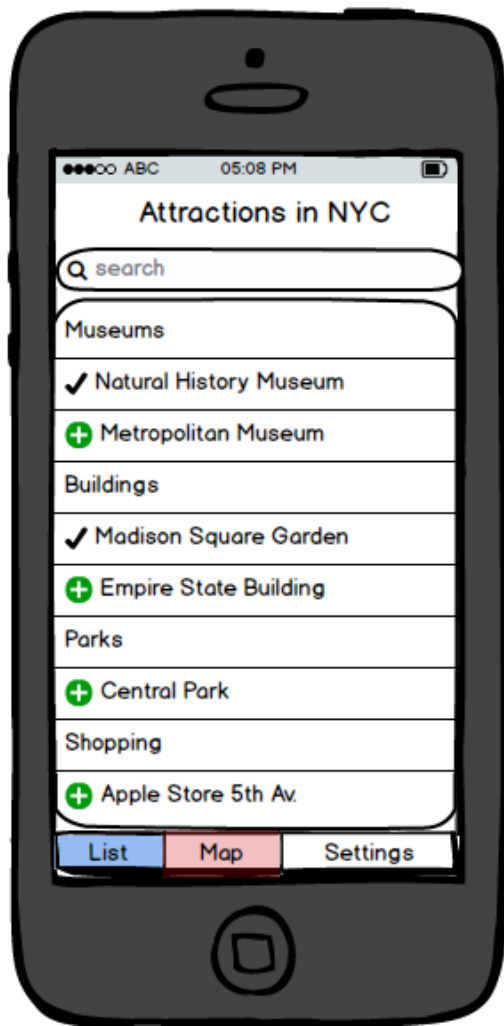 ABC 05:08 PM
Attractions in NYC
search
Museums
Natural History Museum
Metropolitan Museum
Buildings
Madison Square Garden
Empire State Building
Parks
Central Park
Shopping
Apple Store 5th Av.
List Map Settings